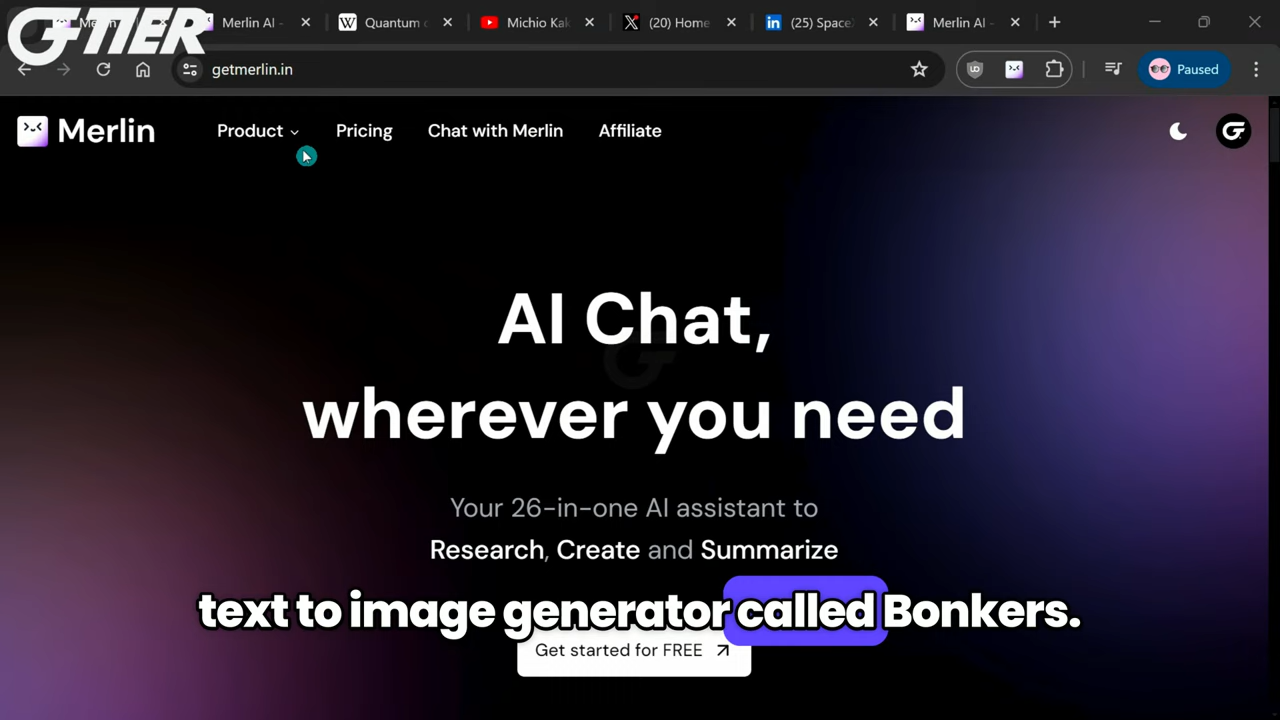 GFTIER
Merlin AI - Quantum c Michio Kak (20) Home (25) Space Merlin AI -
getmerlin.in
Paused
Merlin Product Pricing Chat with Merlin Affiliate
AI Chat,
wherever you need
Your 26-in-one AI assistant to
Research, Create and Summarize
text to image generator called Bonkers.
Get started for FREE